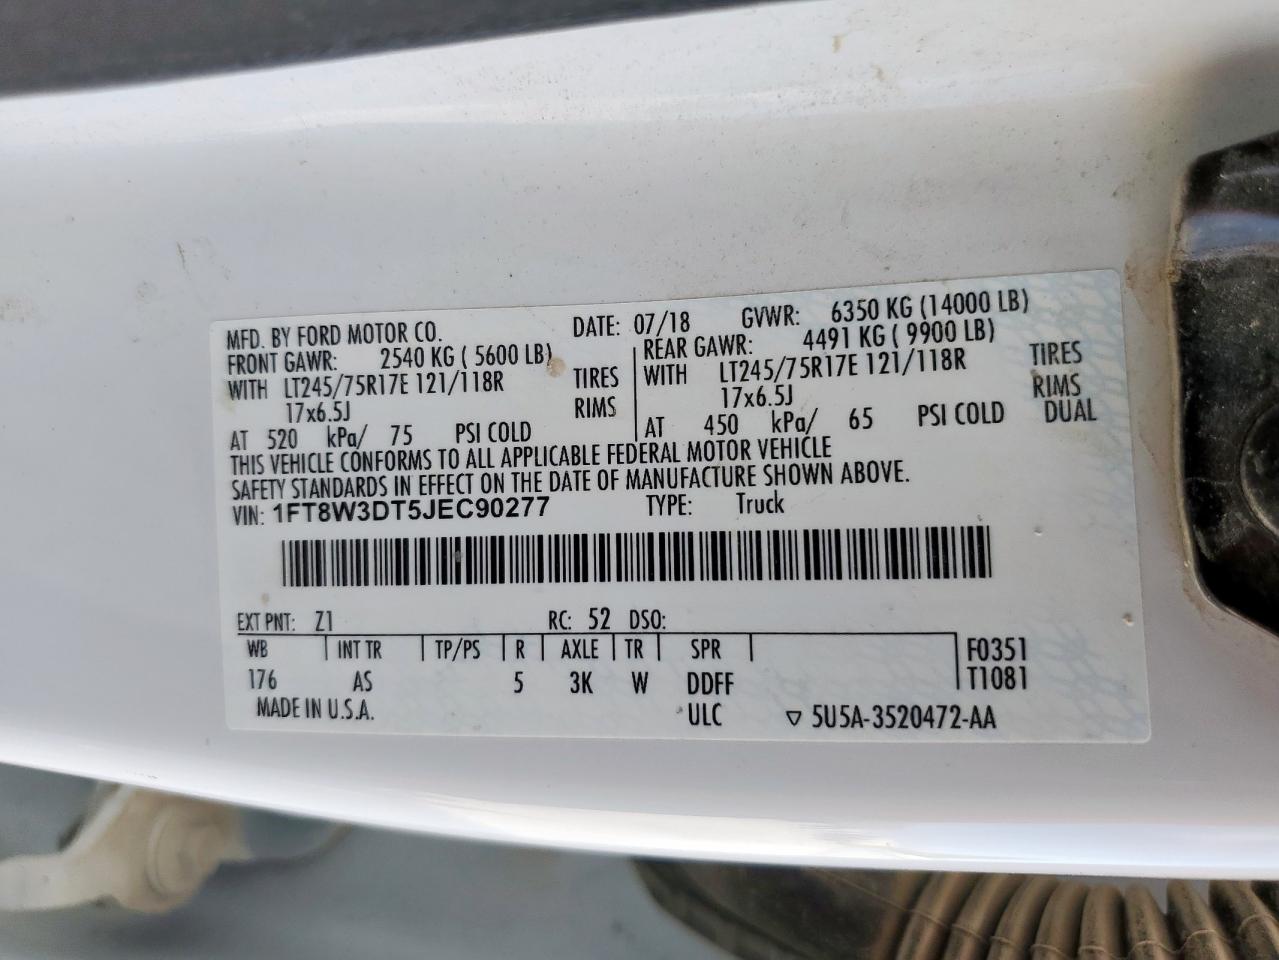 MFD. BY FORD MOTOR CO. DATE: 07/18 GVWR: 6350 KG (14000 LB)
FRONT GAWR: 2540 KG ( 5600 LB) REAR GAWR: 4491 KG ( 9900 LB)
WITH LT245/75R17E 121/118R TIRES WITH LT245/75R17E 121/118R TIRES
17x6.5J RIMS 17x6.5J RIMS
AT 520 kPa/ 75 PSI COLD AT 450 kPa/ 65 PSI COLD DUAL
THIS VEHICLE CONFORMS TO ALL APPLICABLE FEDERAL MOTOR VEHICLE
SAFETY STANDARDS IN EFFECT ON THE DATE OF MANUFACTURE SHOWN ABOVE.
VIN: 1FT8W3DT5JEC90277 TYPE: Truck
EXT PNT: Z1 RC: 52 DSO:
WB INT TR TP/PS R AXLE TR SPR F0351
176 AS 5 3K W DDFF T1081
MADE IN U.S.A. ULC ▽ 5U5A-3520472-AA